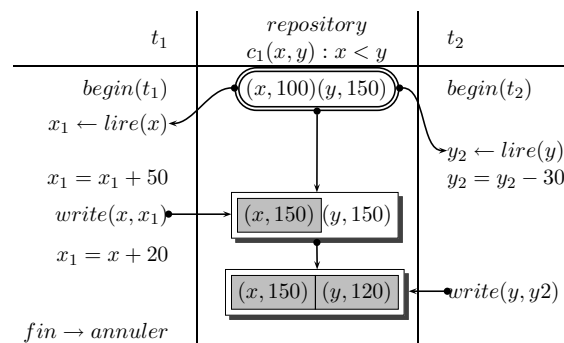 t₁
repository
c₁(x, y) : x < y
t₂
begin(t₁)
(x, 100)(y, 150)
begin(t₂)
x₁ ← lire(x)
y₂ ← lire(y)
x₁ = x₁ + 50
y₂ = y₂ − 30
write(x, x₁)
(x, 150) (y, 150)
x₁ = x + 20
(x, 150) (y, 120)
write(y, y2)
fin → annuler